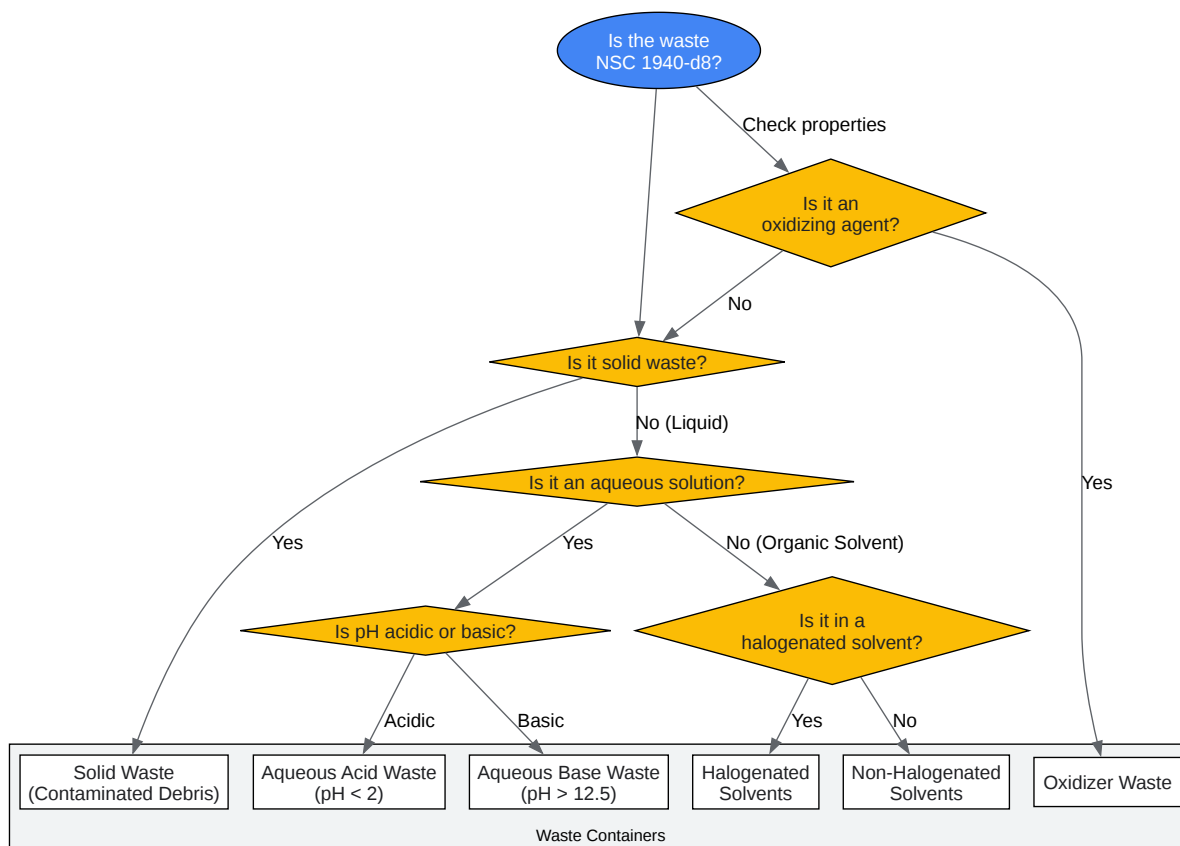 Is the waste
NSC 1940-d8?
Check properties
Is it an
oxidizing agent?
No
Is it solid waste?
No (Liquid)
Is it an aqueous solution?
Yes
Yes
Yes
No (Organic Solvent)
Is pH acidic or basic?
Is it in a
halogenated solvent?
Acidic
Basic
Yes
No
Solid Waste
(Contaminated Debris)
Aqueous Acid Waste
(pH < 2)
Aqueous Base Waste
(pH > 12.5)
Halogenated
Solvents
Non-Halogenated
Solvents
Oxidizer Waste
Waste Containers